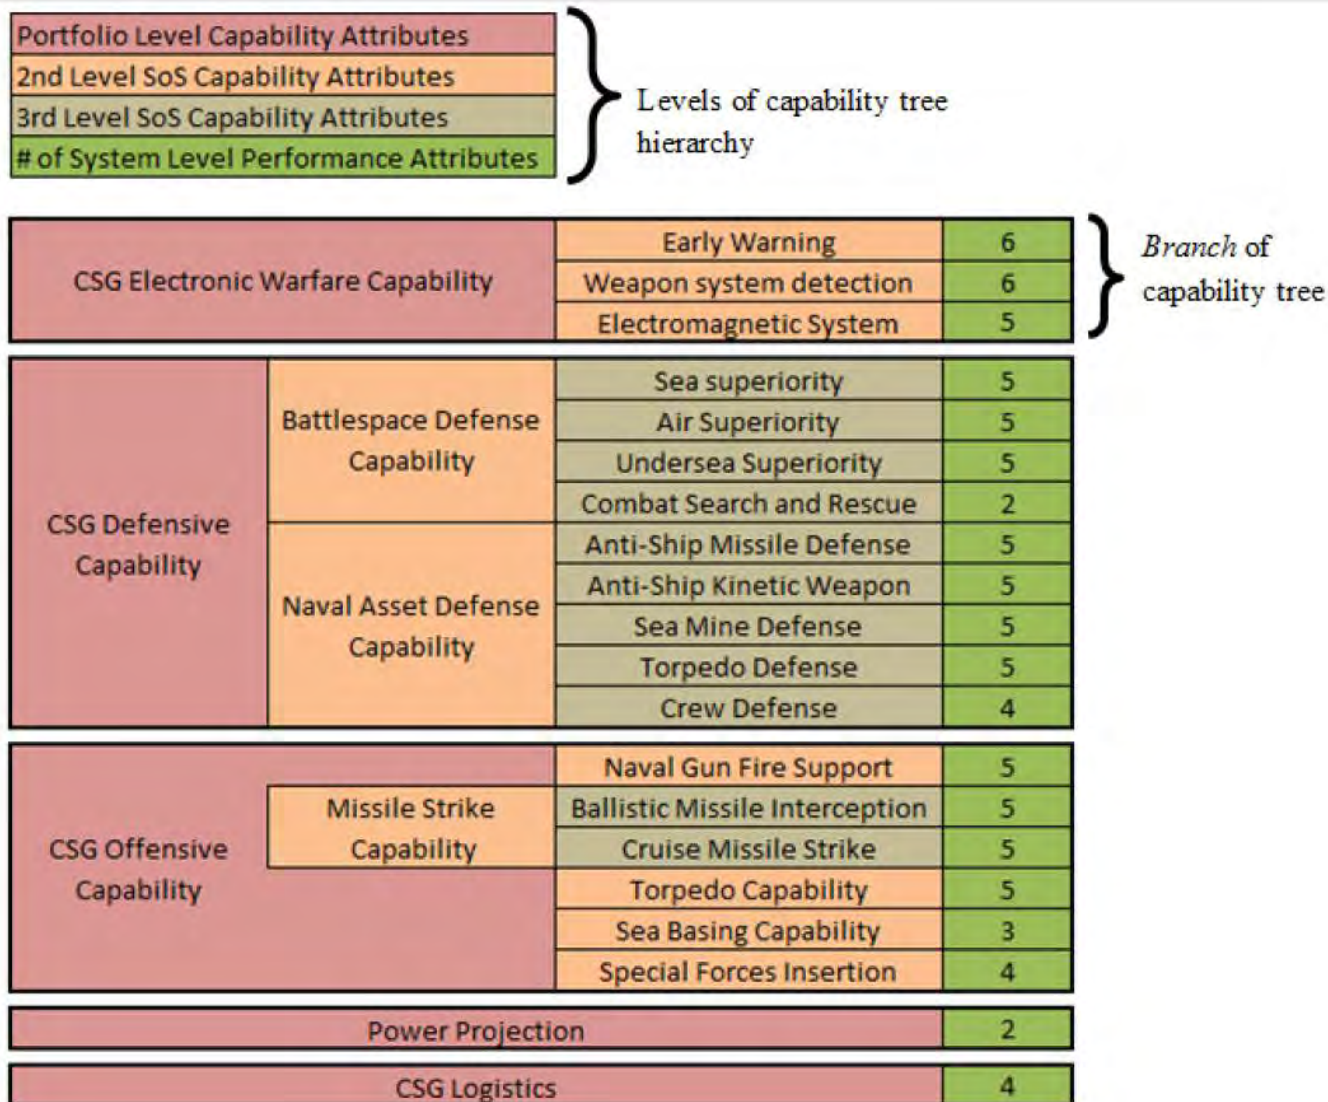 Portfolio Level Capability Attributes
2nd Level SoS Capability Attributes
3rd Level SoS Capability Attributes
# of System Level Performance Attributes
Levels of capability tree
hierarchy
CSG Electronic Warfare Capability
Early Warning 6
Weapon system detection 6
Electromagnetic System 5
Branch of
capability tree
CSG Defensive
Capability
Battlespace Defense
Capability
Sea superiority 5
Air Superiority 5
Undersea Superiority 5
Combat Search and Rescue 2
Naval Asset Defense
Capability
Anti-Ship Missile Defense 5
Anti-Ship Kinetic Weapon 5
Sea Mine Defense 5
Torpedo Defense 5
Crew Defense 4
CSG Offensive
Capability
Naval Gun Fire Support 5
Missile Strike
Capability
Ballistic Missile Interception 5
Cruise Missile Strike 5
Torpedo Capability 5
Sea Basing Capability 3
Special Forces Insertion 4
Power Projection 2
CSG Logistics 4